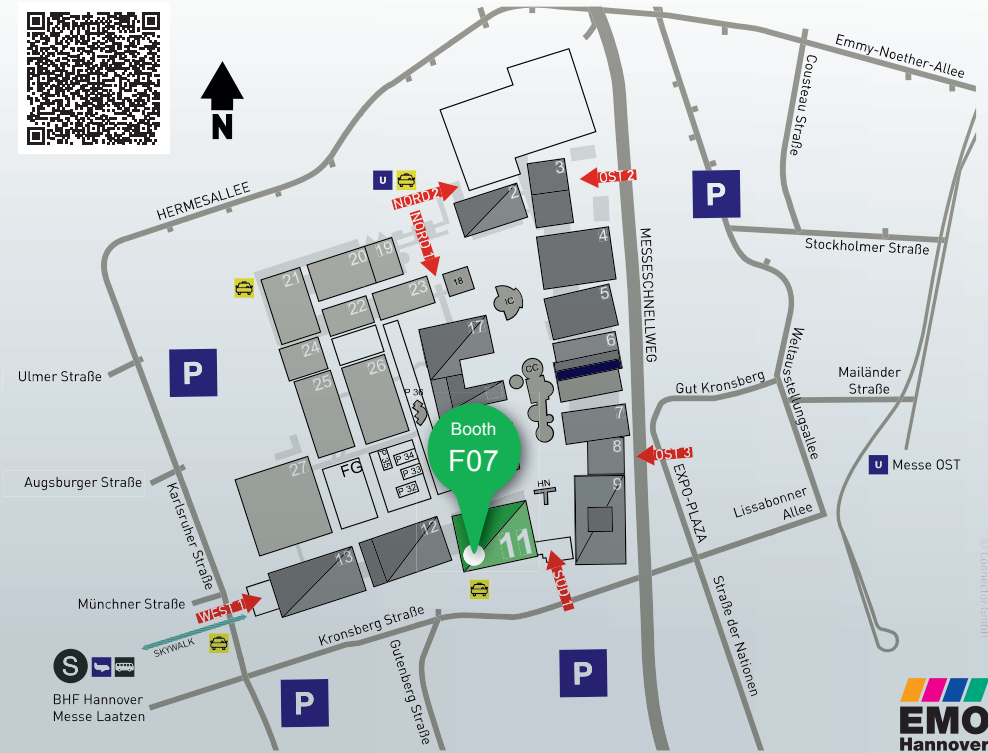 N
Emmy-Noether-Allee
Cousteau Straße
HERMESALLEE
U
NORD 2
NORD 1
3
2
OST 2
P
4
Stockholmer Straße
MESSESCHNELLWEG
21
20
19
23
22
18
IC
5
17
6
24
25
26
CC
Ulmer Straße
P
P 36
Weltausstellungsallee
Gut Kronsberg
Mailänder
Straße
7
8
OST 3
Booth
F07
U Messe OST
Augsburger Straße
Karlsruher Straße
27
FG
P 35
P 34
P 33
P 32
HN
9
EXPO-PLAZA
Lissabonner
Allee
13
12
11
SÜD 1
Münchner Straße
WEST 1
SKYWALK
Kronsberg Straße
Gutenberg Straße
Straße der Nationen
S
BHF Hannover
Messe Laatzen
P
P
EMO
Hannover